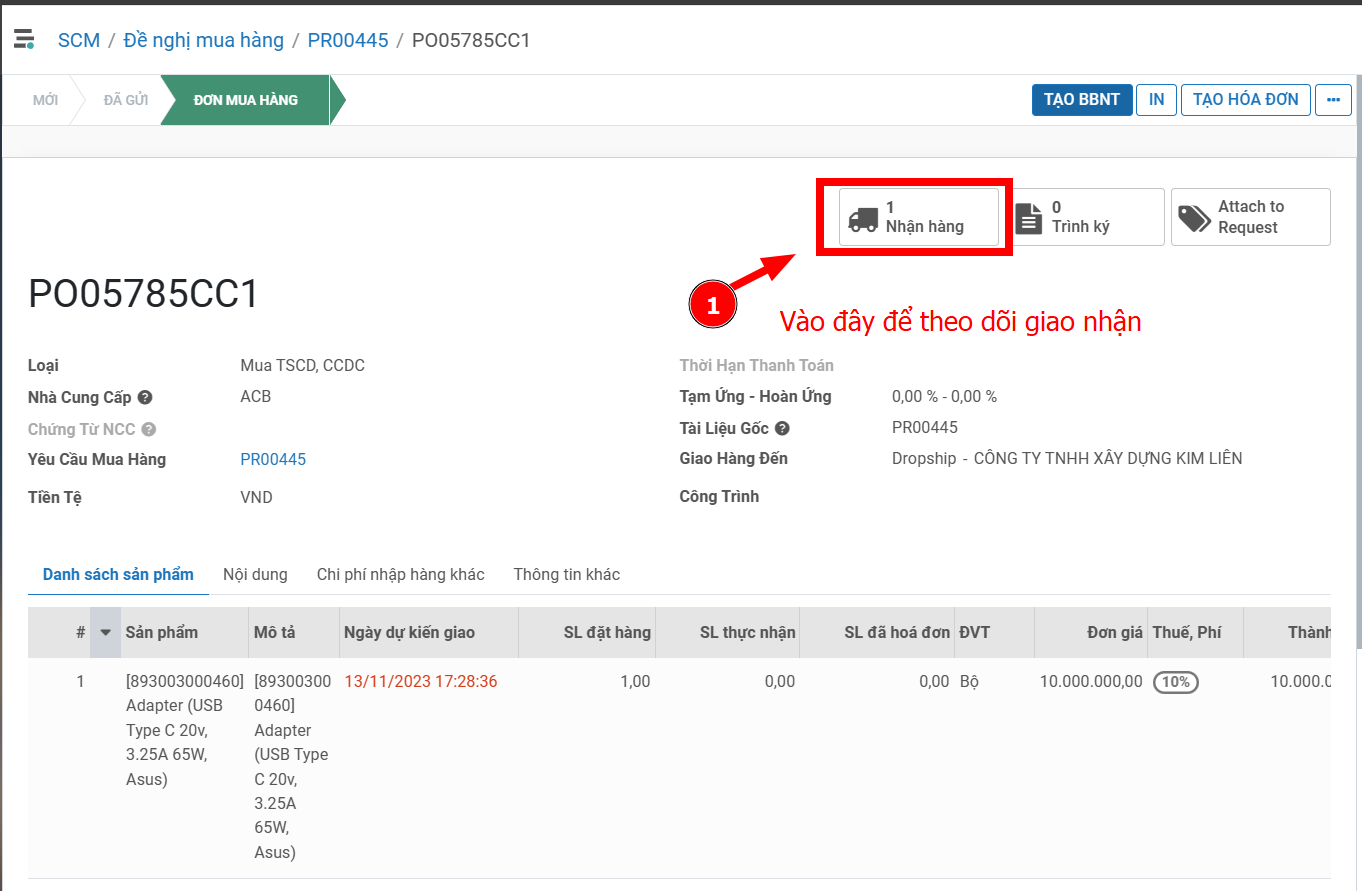 SCM / Đề nghị mua hàng / PR00445 / PO05785CC1
MỚI ĐÃ GỬI ĐƠN MUA HÀNG TẠO BBNT IN TẠO HÓA ĐƠN ...
1 Nhận hàng
0 Trình ký
Attach to
Request
1
Vào đây để theo dõi giao nhận
PO05785CC1
Loại Mua TSCD, CCDC
Nhà Cung Cấp ? ACB
Chứng Từ NCC ?
Yêu Cầu Mua Hàng PR00445
Tiền Tệ VND
Thời Hạn Thanh Toán
Tạm Ứng - Hoàn Ứng 0,00 % - 0,00 %
Tài Liệu Gốc ? PR00445
Giao Hàng Đến Dropship - CÔNG TY TNHH XÂY DỰNG KIM LIÊN
Công Trình
Danh sách sản phẩm Nội dung Chi phí nhập hàng khác Thông tin khác
# Sản phẩm Mô tả Ngày dự kiến giao SL đặt hàng SL thực nhận SL đã hoá đơn ĐVT Đơn giá Thuế, Phí Thành
1 [893003000460] [89300300 13/11/2023 17:28:36 1,00 0,00 0,00 Bộ 10.000.000,00 10% 10.000.0
Adapter (USB 0460]
Type C 20v, Adapter
3.25A 65W, (USB Type
Asus) C 20v,
3.25A
65W,
Asus)